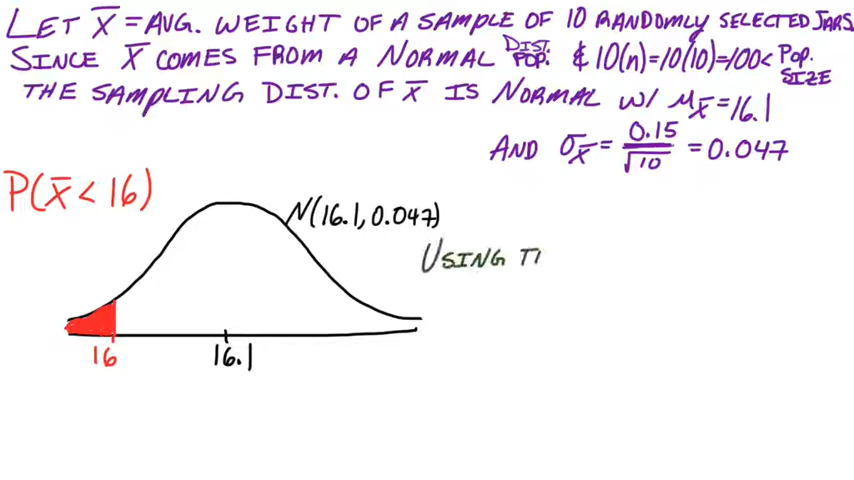 LET X̄ = AVG. WEIGHT OF A SAMPLE OF 10 RANDOMLY SELECTED JARS.
SINCE X̄ COMES FROM A NORMAL DIST. POP. & 10(n)=10(10)=100< POP. SIZE
THE SAMPLING DIST. OF X̄ IS NORMAL W/ μx̄ = 16.1
AND σx̄ = 0.15/√10 = 0.047
P(X̄ < 16)
N(16.1, 0.047)
USING TI
16
16.1